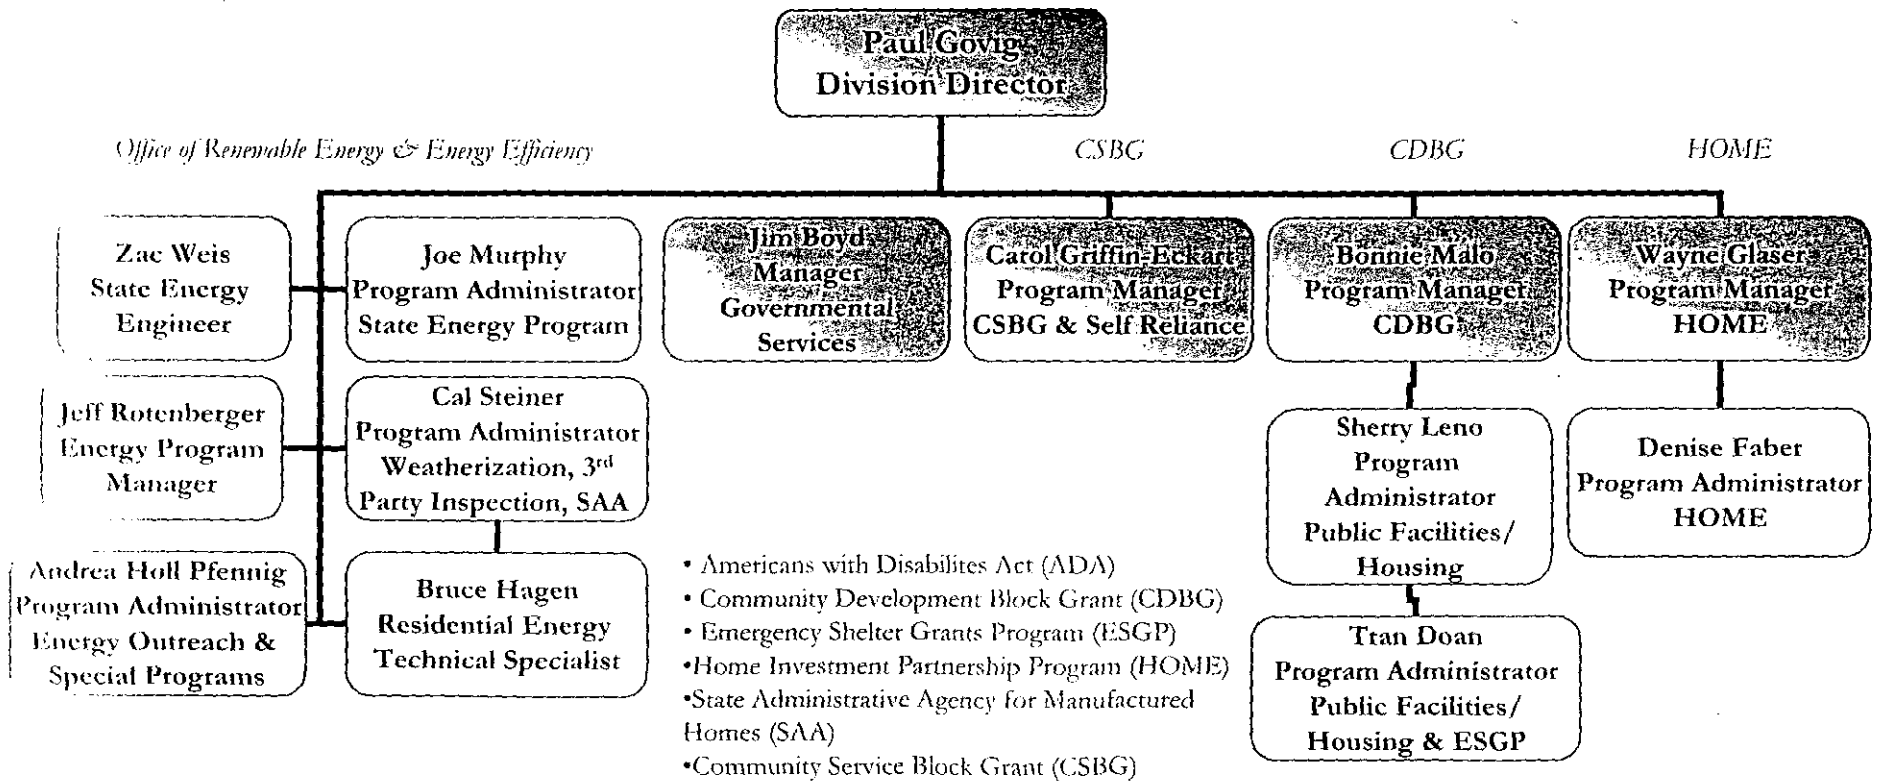 Paul Govig
Division Director
Office of Renewable Energy & Energy Efficiency
CSBG
CDBG
HOME
Zac Weis
State Energy
Engineer
Joe Murphy
Program Administrator
State Energy Program
Jim Boyd
Manager
Governmental
Services
Carol Griffin-Eckart
Program Manager
CSBG & Self Reliance
Bonnie Malo
Program Manager
CDBG
Wayne Glaser
Program Manager
HOME
Jeff Rotenberger
Energy Program
Manager
Cal Steiner
Program Administrator
Weatherization, 3rd
Party Inspection, SAA
Sherry Leno
Program
Administrator
Public Facilities/
Housing
Denise Faber
Program Administrator
HOME
Andrea Holl Pfennig
Program Administrator
Energy Outreach &
Special Programs
Bruce Hagen
Residential Energy
Technical Specialist
• Americans with Disabilites Act (ADA)
• Community Development Block Grant (CDBG)
• Emergency Shelter Grants Program (ESGP)
•Home Investment Partnership Program (HOME)
•State Administrative Agency for Manufactured
Homes (SAA)
•Community Service Block Grant (CSBG)
Tran Doan
Program Administrator
Public Facilities/
Housing & ESGP